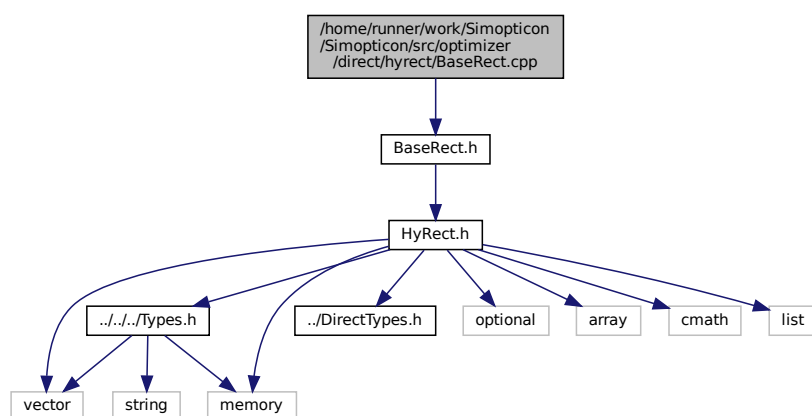 /home/runner/work/Simopticon
/Simopticon/src/optimizer
/direct/hyrect/BaseRect.cpp
BaseRect.h
HyRect.h
../../../Types.h
../DirectTypes.h
optional
array
cmath
list
vector
string
memory